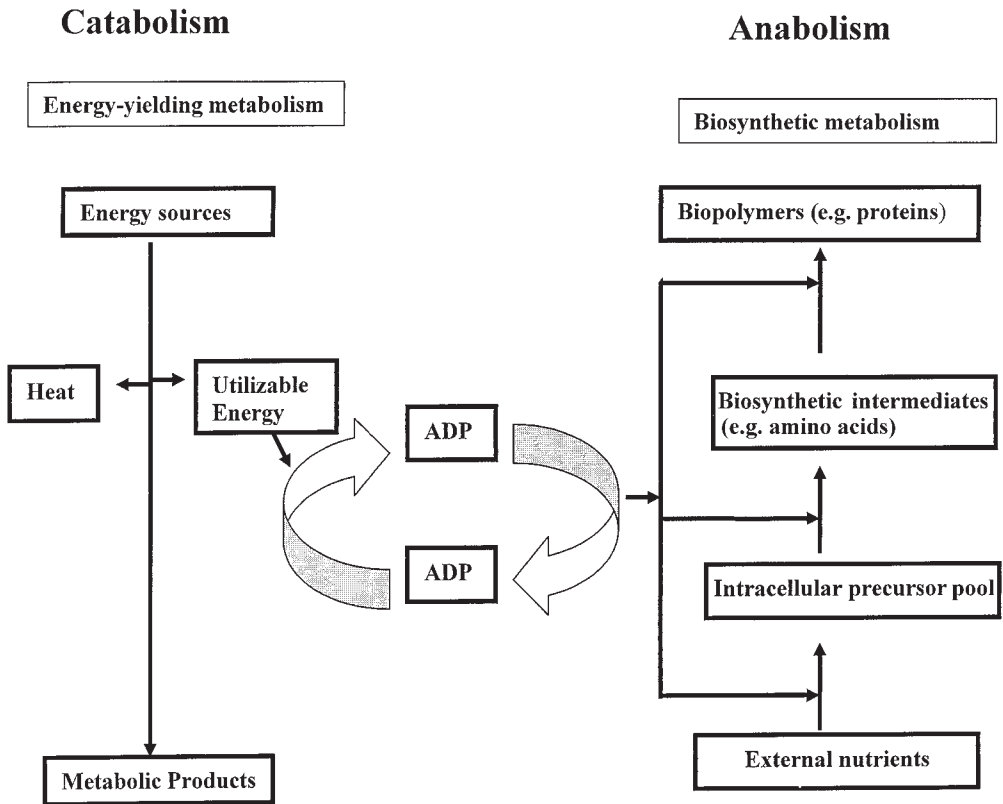 Catabolism
Anabolism
Energy-yielding metabolism
Biosynthetic metabolism
Energy sources
Biopolymers (e.g. proteins)
Heat
Utilizable
Energy
ADP
Biosynthetic intermediates
(e.g. amino acids)
ADP
Intracellular precursor pool
External nutrients
Metabolic Products